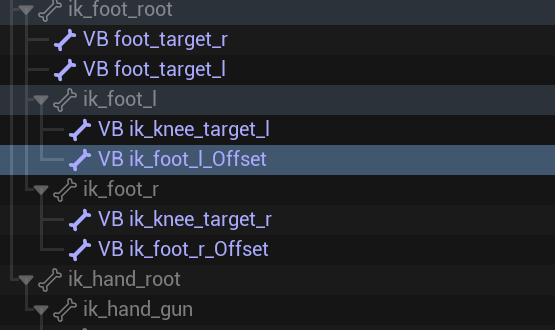 ik_foot_root
VB foot_target_r
VB foot_target_l
ik_foot_l
VB ik_knee_target_l
VB ik_foot_l_Offset
ik_foot_r
VB ik_knee_target_r
VB ik_foot_r_Offset
ik_hand_root
ik_hand_gun